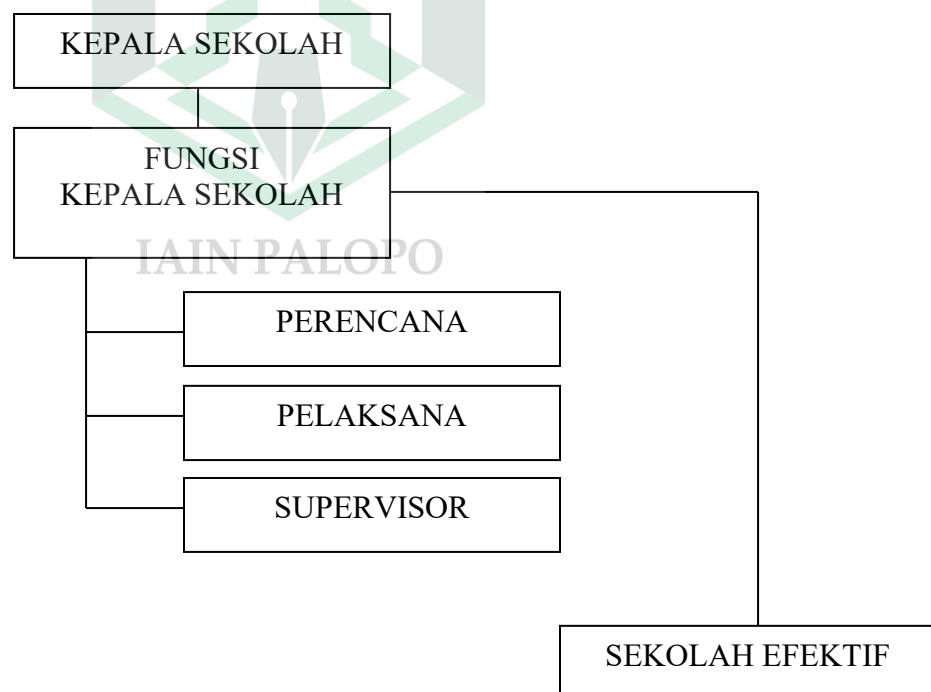 KEPALA SEKOLAH
FUNGSI
KEPALA SEKOLAH
IAIN PALOPO
PERENCANA
PELAKSANA
SUPERVISOR
SEKOLAH EFEKTIF